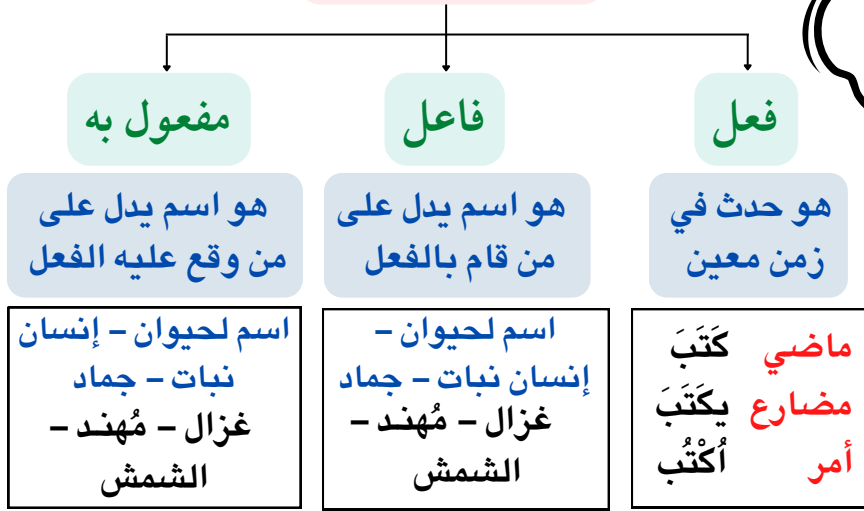 فعل
هو حدث في
زمن معين
ماضي كَتَبَ
مضارع يكَتَبَ
أمر اُكْتُب
فاعل
هو اسم يدل على
من قام بالفعل
اسم لحيوان –
إنسان نبات – جماد
غزال – مُهند –
الشمش
مفعول به
هو اسم يدل على
من وقع عليه الفعل
اسم لحيوان – إنسان
نبات – جماد
غزال – مُهند –
الشمش